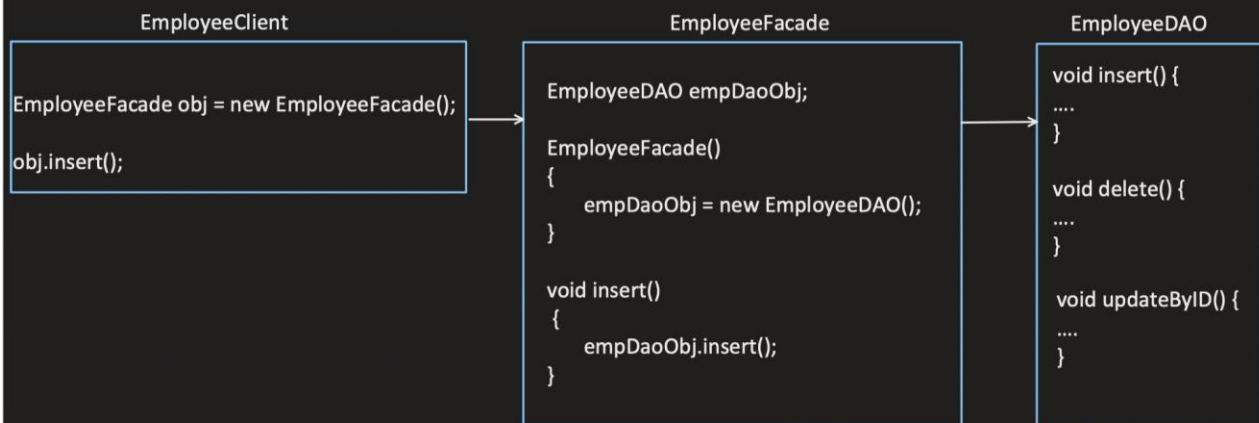 EmployeeClient
EmployeeFacade obj = new EmployeeFacade();
obj.insert();
EmployeeFacade
EmployeeDAO empDaoObj;
EmployeeFacade()
{
empDaoObj = new EmployeeDAO();
}
void insert()
{
empDaoObj.insert();
}
EmployeeDAO
void insert() {
....
}
void delete() {
....
}
void updateByID() {
....
}